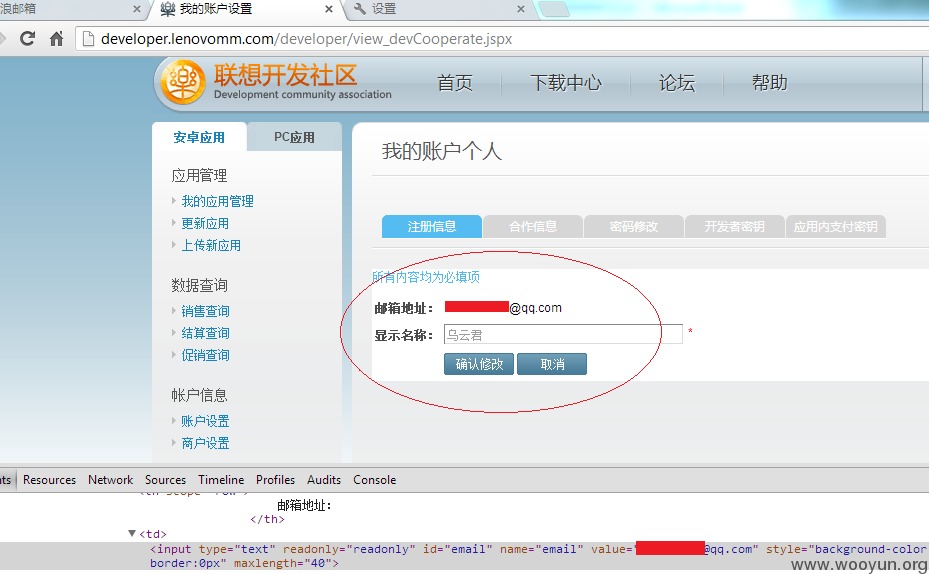 浪邮箱
我的账户设置
设置
developer.lenovomm.com/developer/view_devCooperate.jspx
联想开发社区
Development community association
首页 下载中心 论坛 帮助
安卓应用 PC应用
我的账户个人
应用管理
我的应用管理
更新应用
上传新应用
注册信息 合作信息 密码修改 开发者密钥 应用内支付密钥
所有内容均为必填项
数据查询
销售查询
结算查询
促销查询
邮箱地址： @qq.com
显示名称： 乌云君 *
确认修改 取消
帐户信息
账户设置
商户设置
nts Resources Network Sources Timeline Profiles Audits Console
邮箱地址:
</th>
▼<td>
<input type="text" readonly="readonly" id="email" name="email" value=" @qq.com" style="background-color
border:0px" maxlength="40">
www.wooyun.org